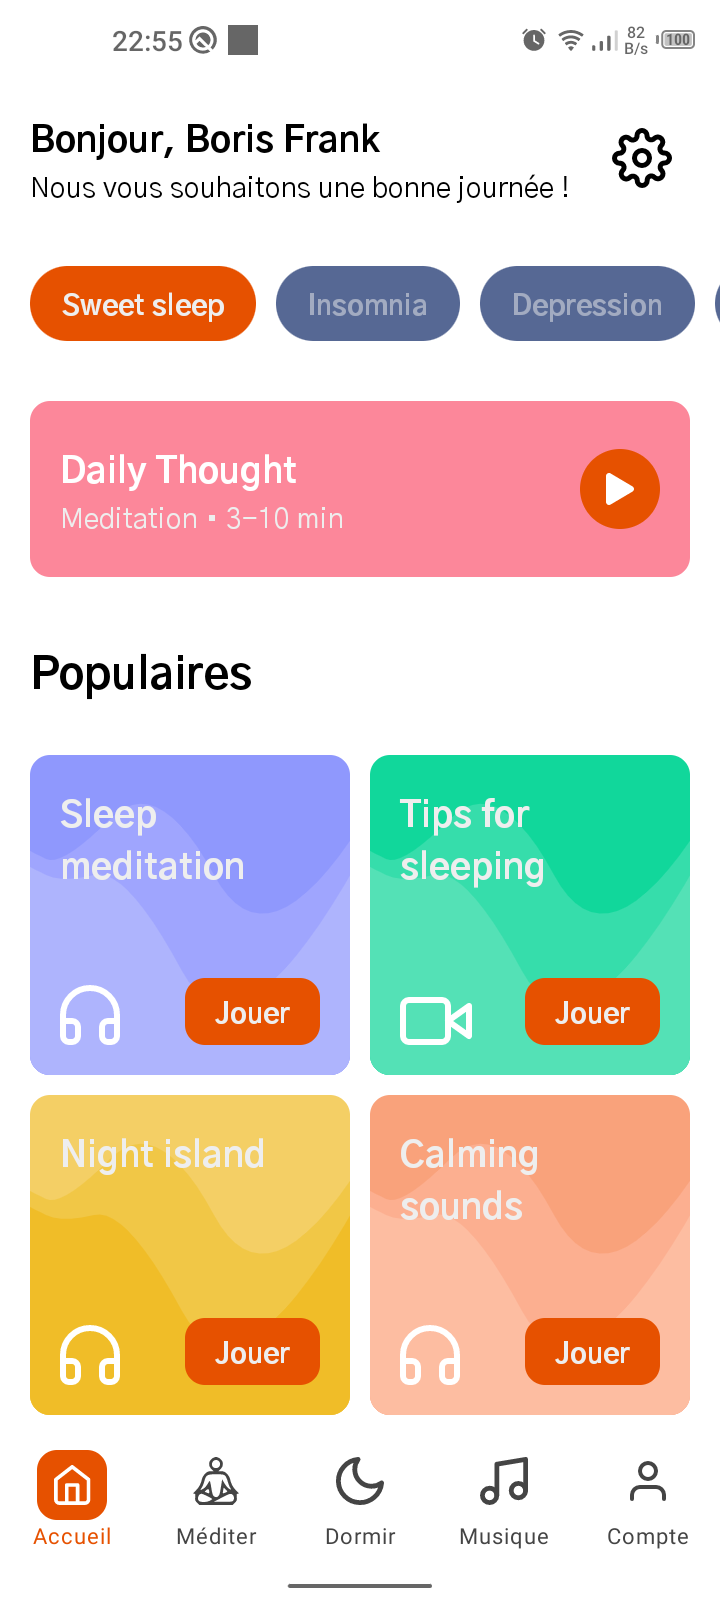 22:55
82
B/s
100
Bonjour, Boris Frank
Nous vous souhaitons une bonne journée !
Sweet sleep
Insomnia
Depression
Daily Thought
Meditation • 3-10 min
Populaires
Sleep
meditation
Jouer
Tips for
sleeping
Jouer
Night island
Jouer
Calming
sounds
Jouer
Accueil
Méditer
Dormir
Musique
Compte